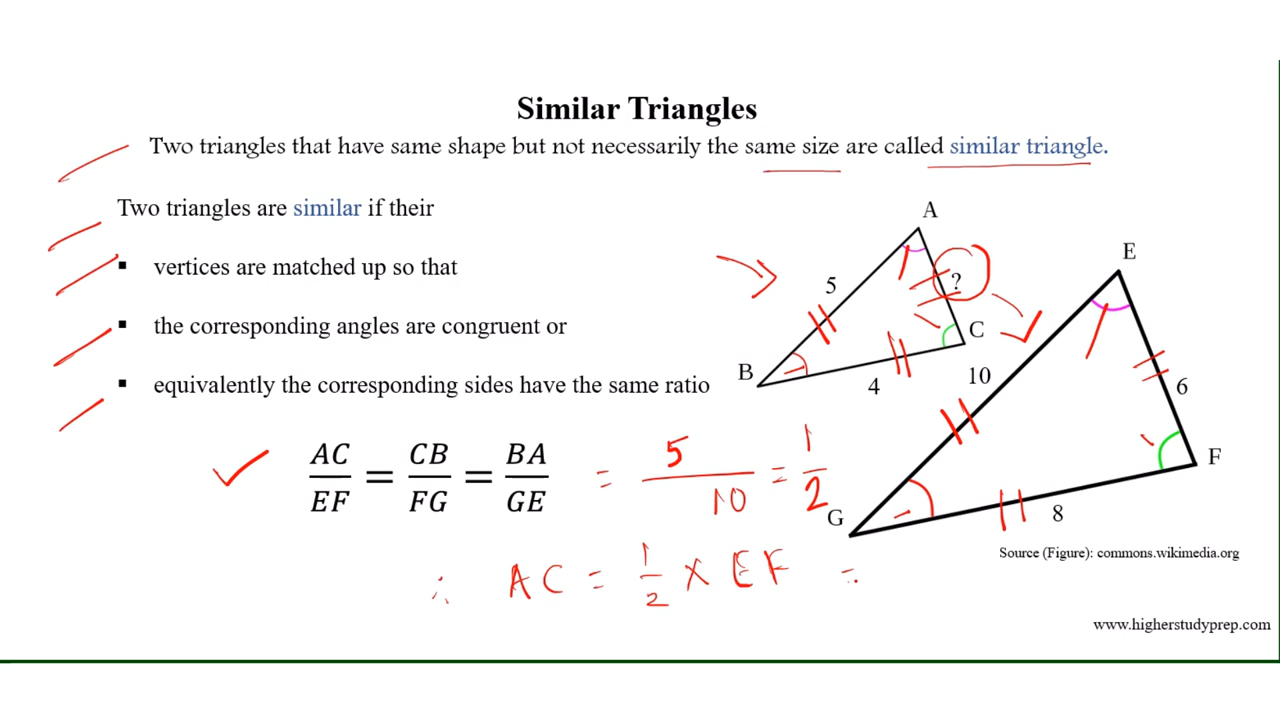 Similar Triangles
Two triangles that have same shape but not necessarily the same size are called similar triangle.
Two triangles are similar if their
▪ vertices are matched up so that
▪ the corresponding angles are congruent or
▪ equivalently the corresponding sides have the same ratio
AC/EF = CB/FG = BA/GE = 5/10 = 1/2
∴ AC = 1/2 × EF =
A
5
?
C
B
4
E
10
6
F
G
8
Source (Figure): commons.wikimedia.org
www.higherstudyprep.com